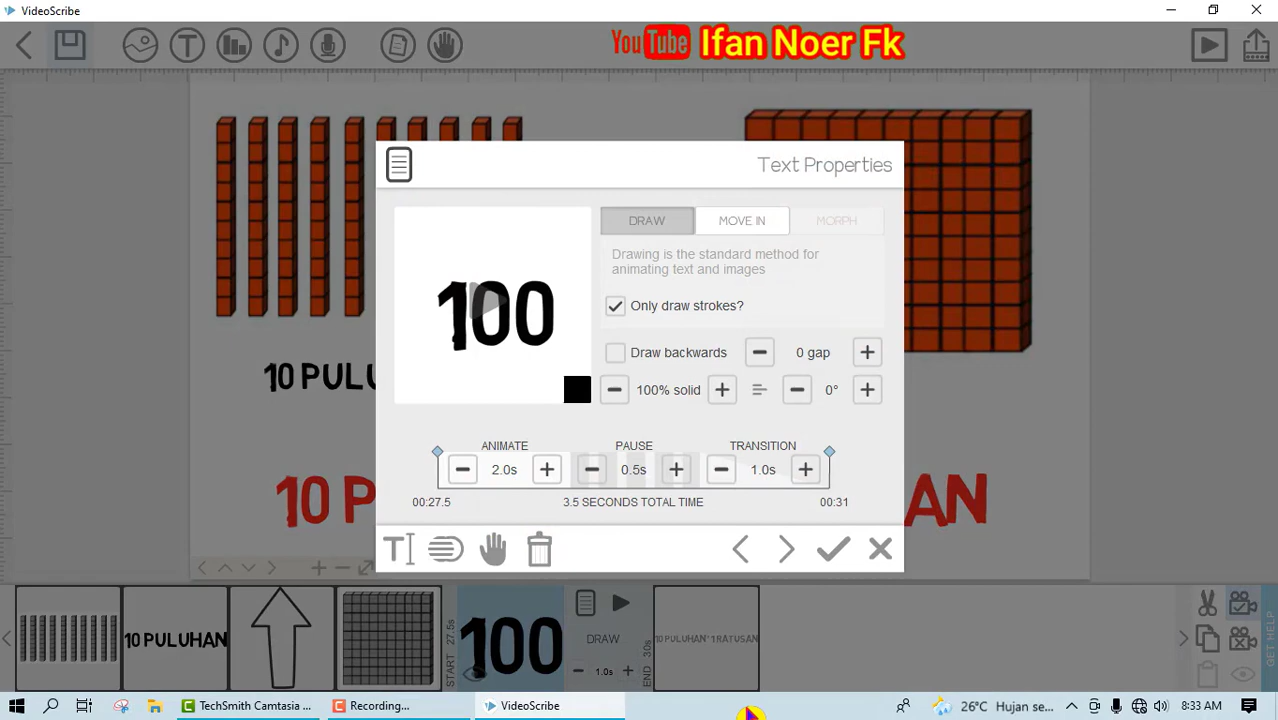 VideoScribe
YouTube Ifan Noer Fk
Text Properties
DRAW MOVE IN MORPH
Drawing is the standard method for
animating text and images
100
Only draw strokes?
Draw backwards 0 gap
100% solid 0°
10 PULU
ANIMATE PAUSE TRANSITION
2.0s 0.5s 1.0s
00:27.5 3.5 SECONDS TOTAL TIME 00:31
10 P
AN
10 PULUHAN
START 27.5s
100
DRAW
1.0s
END 30s
10 PULUHAN=1 RATUSAN
GET HELP
TechSmith Camtasia ... Recording... VideoScribe 26°C Hujan se... 8:33 AM